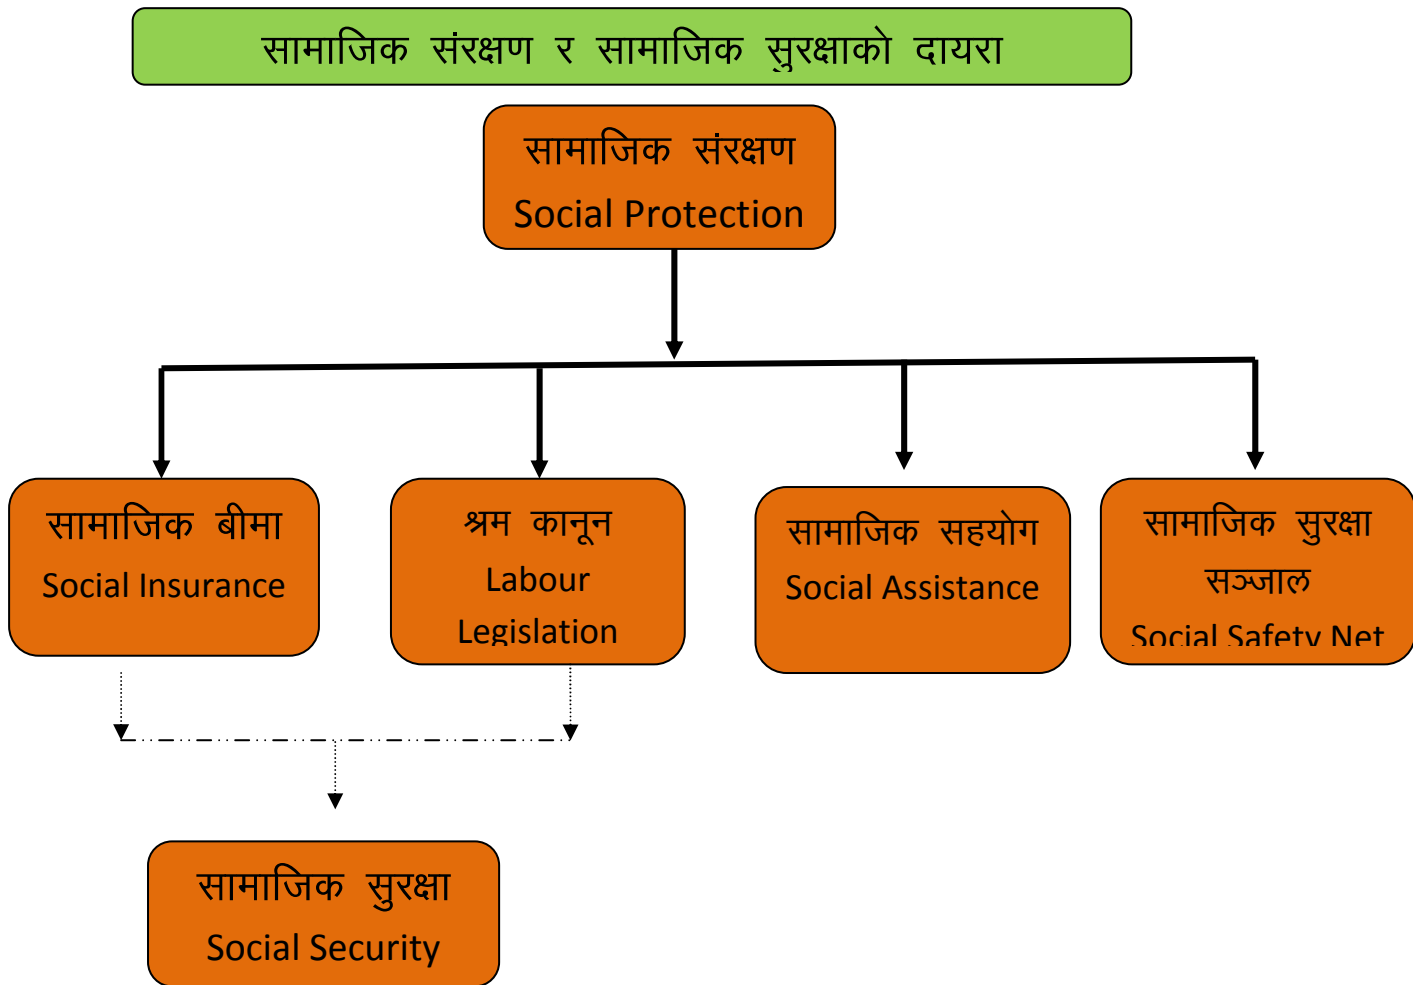 सामाजिक संरक्षण र सामाजिक सुरक्षाको दायरा
सामाजिक संरक्षण
Social Protection
सामाजिक बीमा
Social Insurance
श्रम कानून
Labour
Legislation
सामाजिक सहयोग
Social Assistance
सामाजिक सुरक्षा
सञ्जाल
Social Safety Net
सामाजिक सुरक्षा
Social Security